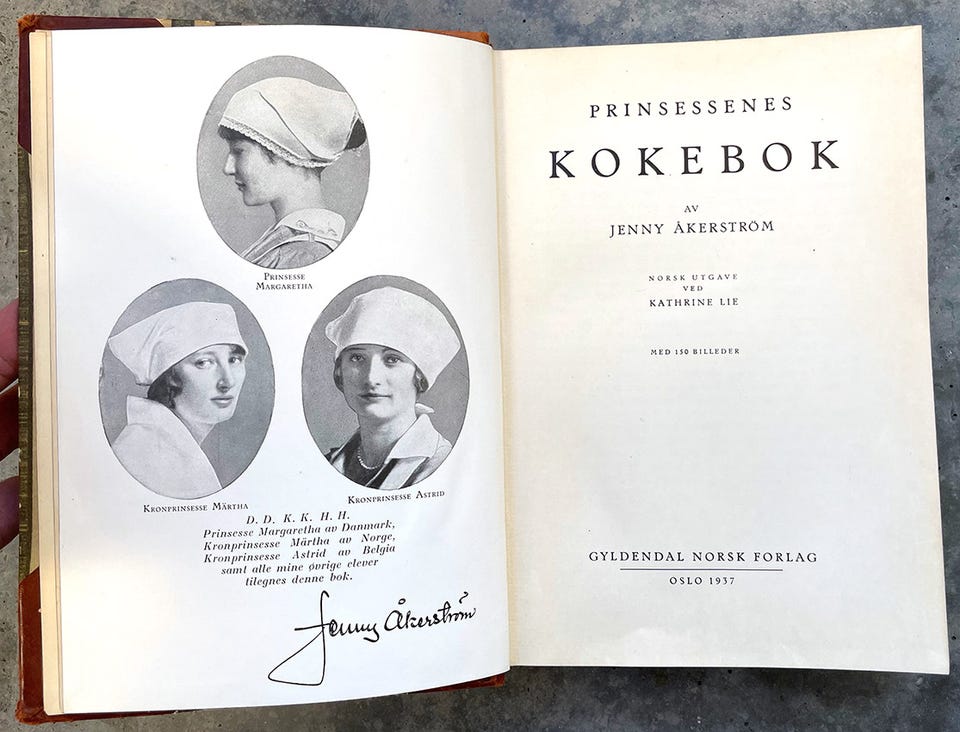 PRINSESSE
MARGARETHA
KRONPRINSESSE MÄRTHA
KRONPRINSESSE ASTRID
D. D. K. K. H. H.
Prinsesse Margaretha av Danmark,
Kronprinsesse Märtha av Norge,
Kronprinsesse Astrid av Belgia
samt alle mine øvrige elever
tilegnes denne bok.
Jenny Åkerström
PRINSESSENES
KOKEBOK
AV
JENNY ÅKERSTRÖM
NORSK UTGAVE
VED
KATHRINE LIE
MED 150 BILLEDER
GYLDENDAL NORSK FORLAG
OSLO 1937